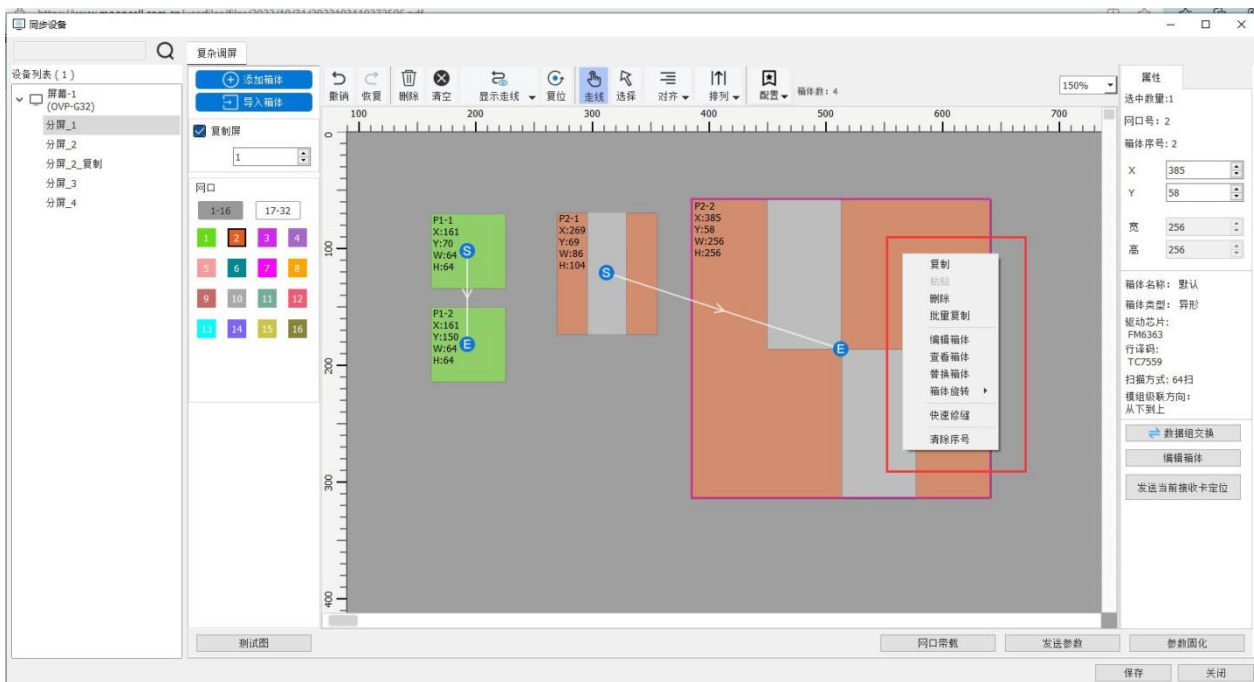 同步设备
设备列表 ( 1 )
屏幕-1
(OVP-G32)
分屏_1
分屏_2
分屏_2_复制
分屏_3
分屏_4
复杂调屏
添加箱体
导入箱体
复制屏
1
网口
1-16 17-32
1 2 3 4
5 6 7 8
9 10 11 12
13 14 15 16
撤销 恢复 删除 清空 显示走线 复位 走线 选择 对齐 排列 配置 箱体数: 4 150%
100 200 300 400 500 600 700
0
100
200
300
400
P1-1
X:161
Y:70
W:64
H:64
S
P1-2
X:161
Y:150
W:64
H:64
E
P2-1
X:269
Y:69
W:86
H:104
S
P2-2
X:385
Y:58
W:256
H:256
E
复制
粘贴
删除
批量复制
编辑箱体
查看箱体
替换箱体
箱体旋转
快速修缝
清除序号
属性
选中数量:1
网口号: 2
箱体序号: 2
X 385
Y 58
宽 256
高 256
箱体名称: 默认
箱体类型: 异形
驱动芯片:
FM6363
行译码:
TC7559
扫描方式: 64扫
模组级联方向:
从下到上
数据组交换
编辑箱体
发送当前接收卡定位
测试图 网口带载 发送参数 参数固化
保存 关闭